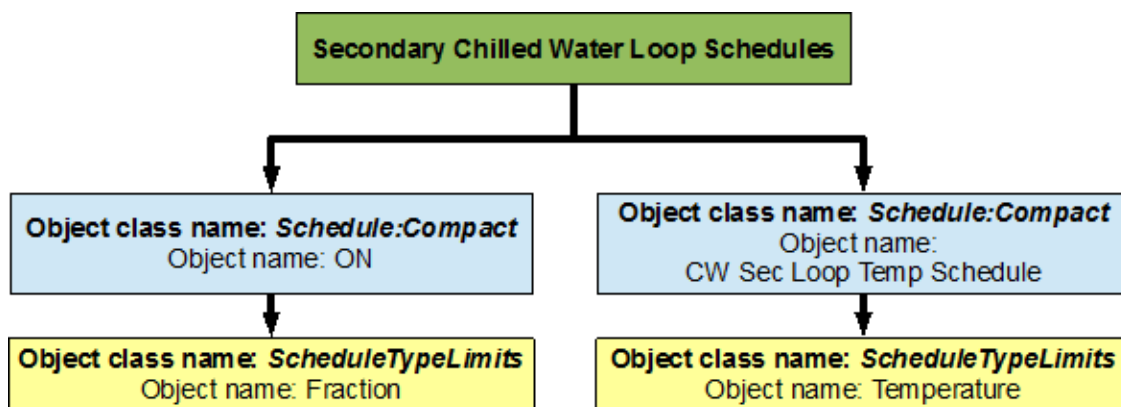 Secondary Chilled Water Loop Schedules
Object class name: Schedule:Compact
Object name: ON
Object class name: Schedule:Compact
Object name:
CW Sec Loop Temp Schedule
Object class name: ScheduleTypeLimits
Object name: Fraction
Object class name: ScheduleTypeLimits
Object name: Temperature